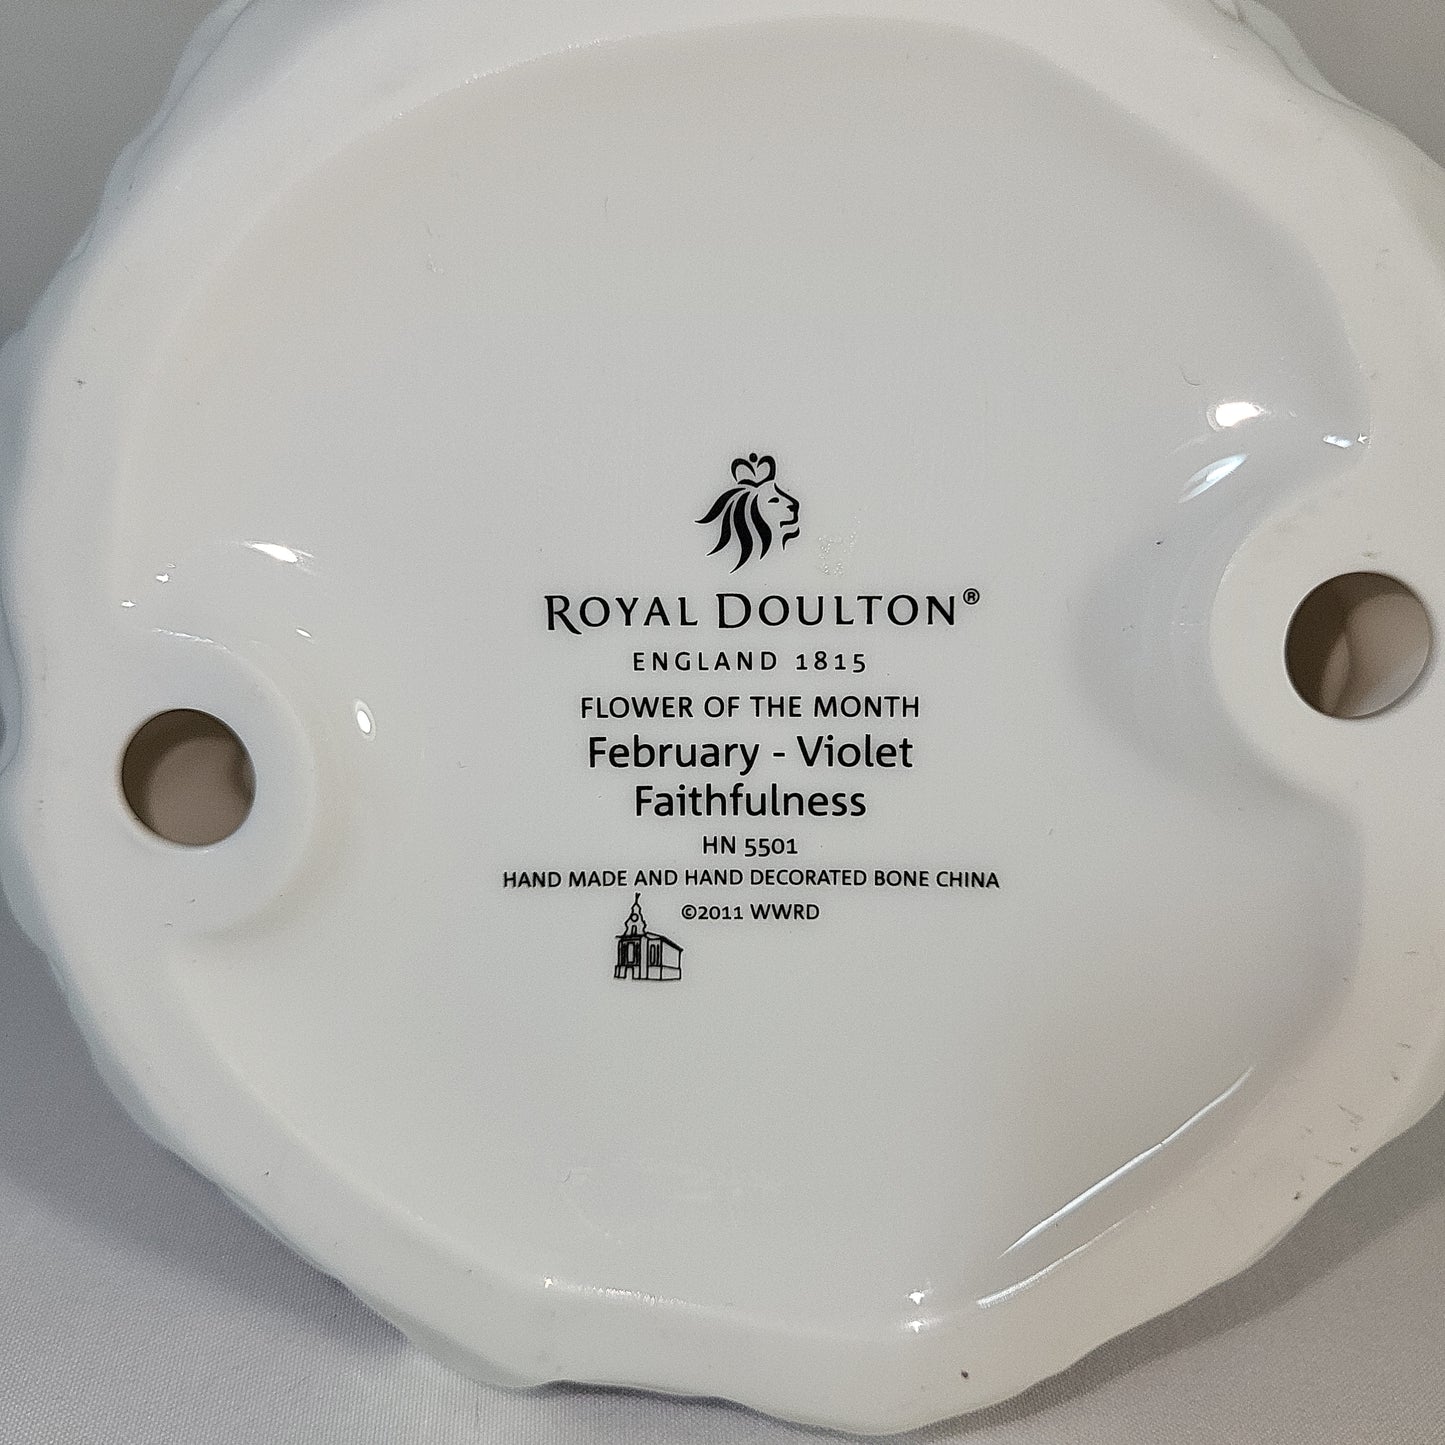 ROYAL DOULTON®
ENGLAND 1815
FLOWER OF THE MONTH
February - Violet
Faithfulness
HN 5501
HAND MADE AND HAND DECORATED BONE CHINA
©2011 WWRD